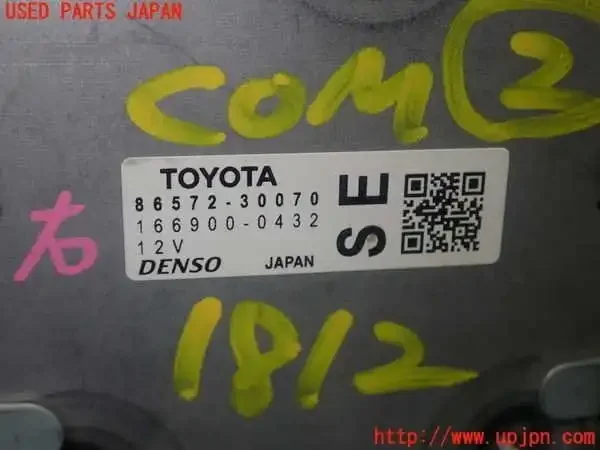 USED PARTS JAPAN
COM ②
TOYOTA
86572-30070
166900-0432
12V
DENSO JAPAN
SE
右
1812
https://www.upjpn.com/